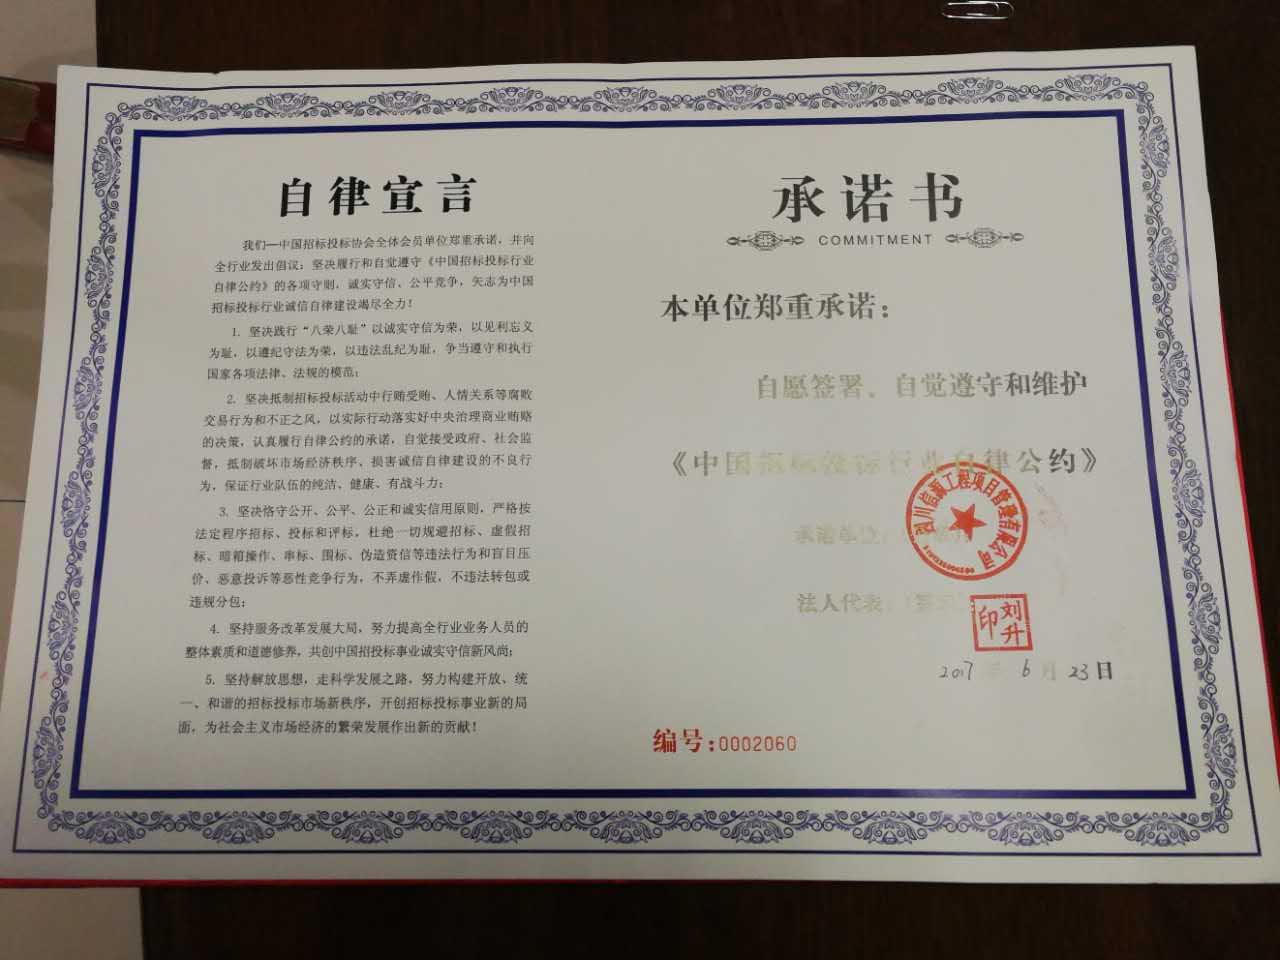 自律宣言
我们—中国招标投标协会全体会员单位郑重承诺，并向
全行业发出倡议：坚决履行和自觉遵守《中国招标投标行业
自律公约》的各项守则，诚实守信、公平竞争，矢志为中国
招标投标行业诚信自律建设竭尽全力！
1. 坚决践行“八荣八耻”以诚实守信为荣，以见利忘义
为耻，以遵纪守法为荣，以违法乱纪为耻，争当遵守和执行
国家各项法律、法规的模范；
2. 坚决抵制招标投标活动中行贿受贿、人情关系等腐败
交易行为和不正之风，以实际行动落实好中央治理商业贿赂
的决策，认真履行自律公约的承诺，自觉接受政府、社会监
督，抵制破坏市场经济秩序、损害诚信自律建设的不良行
为，保证行业队伍的纯洁、健康、有战斗力；
3. 坚决恪守公开、公平、公正和诚实信用原则，严格按
法定程序招标、投标和评标，杜绝一切规避招标、虚假招
标、暗箱操作、串标、围标、伪造资信等违法行为和盲目压
价、恶意投诉等恶性竞争行为，不弄虚作假，不违法转包或
违规分包；
4. 坚持服务改革发展大局，努力提高全行业业务人员的
整体素质和道德修养，共创中国招投标事业诚实守信新风尚；
5. 坚持解放思想，走科学发展之路，努力构建开放、统
一、和谐的招标投标市场新秩序，开创招标投标事业新的局
面，为社会主义市场经济的繁荣发展作出新的贡献！
承诺书
COMMITMENT
本单位郑重承诺：
自愿签署、自觉遵守和维护
《中国招标投标行业自律公约》
承诺单位：
四川信源工程项目管理有限公司
法人代表：
刘升印
2017 年 6 月 23 日
编号：0002060